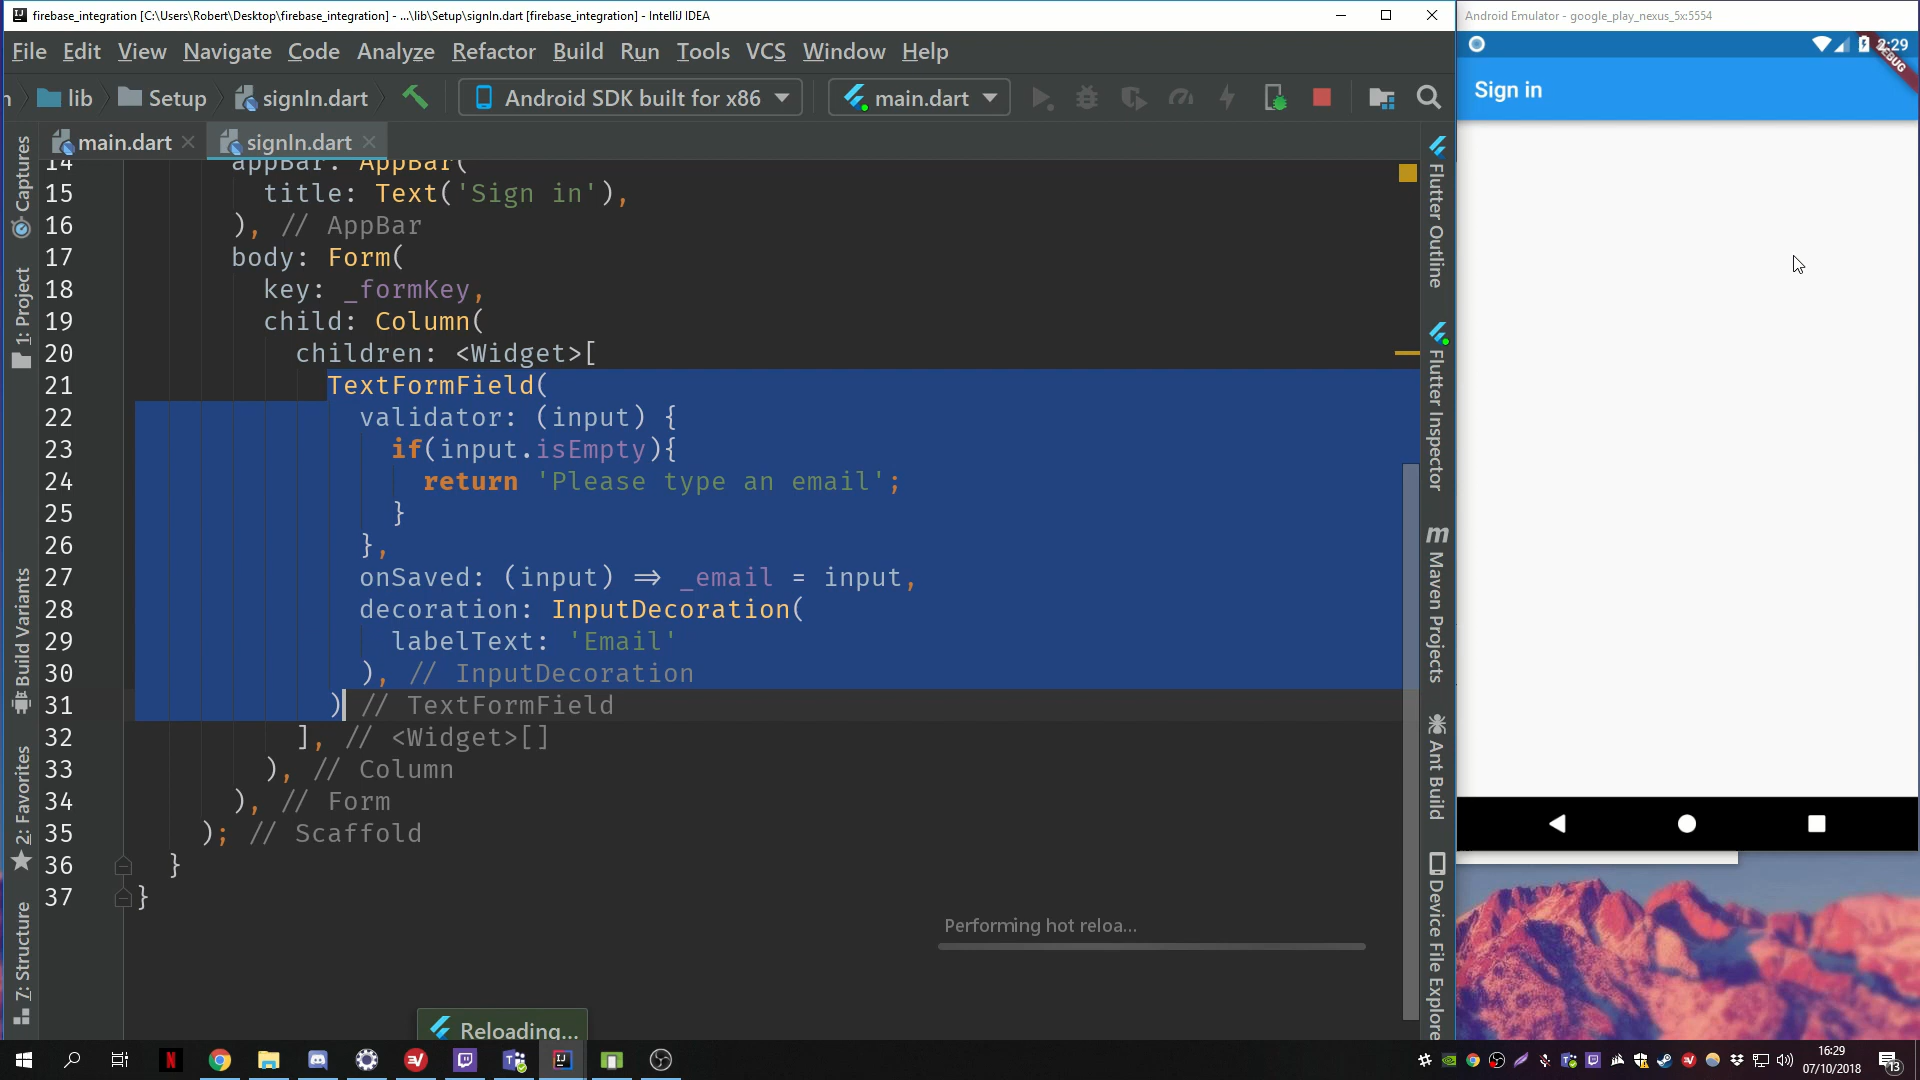 firebase_integration [C:\Users\Robert\Desktop\firebase_integration] - ...\lib\Setup\signIn.dart [firebase_integration] - IntelliJ IDEA
File Edit View Navigate Code Analyze Refactor Build Run Tools VCS Window Help
lib Setup signIn.dart Android SDK built for x86 main.dart
main.dart signIn.dart
14 appBar: AppBar(
15 title: Text('Sign in'),
16 ), // AppBar
17 body: Form(
18 key: _formKey,
19 child: Column(
20 children: <Widget>[
21 TextFormField(
22 validator: (input) {
23 if(input.isEmpty){
24 return 'Please type an email';
25 }
26 },
27 onSaved: (input) => _email = input,
28 decoration: InputDecoration(
29 labelText: 'Email'
30 ), // InputDecoration
31 ) // TextFormField
32 ], // <Widget>[]
33 ), // Column
34 ), // Form
35 ); // Scaffold
36 }
37 }
Performing hot reloa...
Reloading...
Captures
1: Project
Build Variants
2: Favorites
7: Structure
Flutter Outline
Flutter Inspector
Maven Projects
Ant Build
Device File Explore
Android Emulator - google_play_nexus_5x:5554
2:29
DEBUG
Sign in
16:29
07/10/2018
13